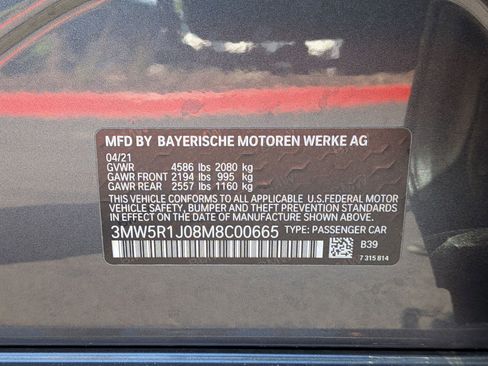 MFD BY BAYERISCHE MOTOREN WERKE AG
04/21
GVWR 4586 lbs 2080 kg
GAWR FRONT 2194 lbs 995 kg
GAWR REAR 2557 lbs 1160 kg
THIS VEHICLE CONFORMS TO ALL APPLICABLE U.S.FEDERAL MOTOR
VEHICLE SAFETY, BUMPER AND THEFT PREVENTION STANDARDS
IN EFFECT ON THE DATE OF MANUFACTURE SHOWN ABOVE.
3MW5R1J08M8C00665 TYPE: PASSENGER CAR
B39
7 315 814